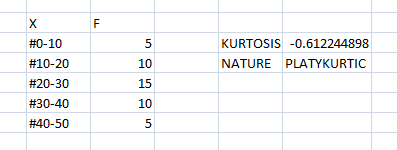 X F
#0-10 5 KURTOSIS -0.612244898
#10-20 10 NATURE PLATYKURTIC
#20-30 15
#30-40 10
#40-50 5